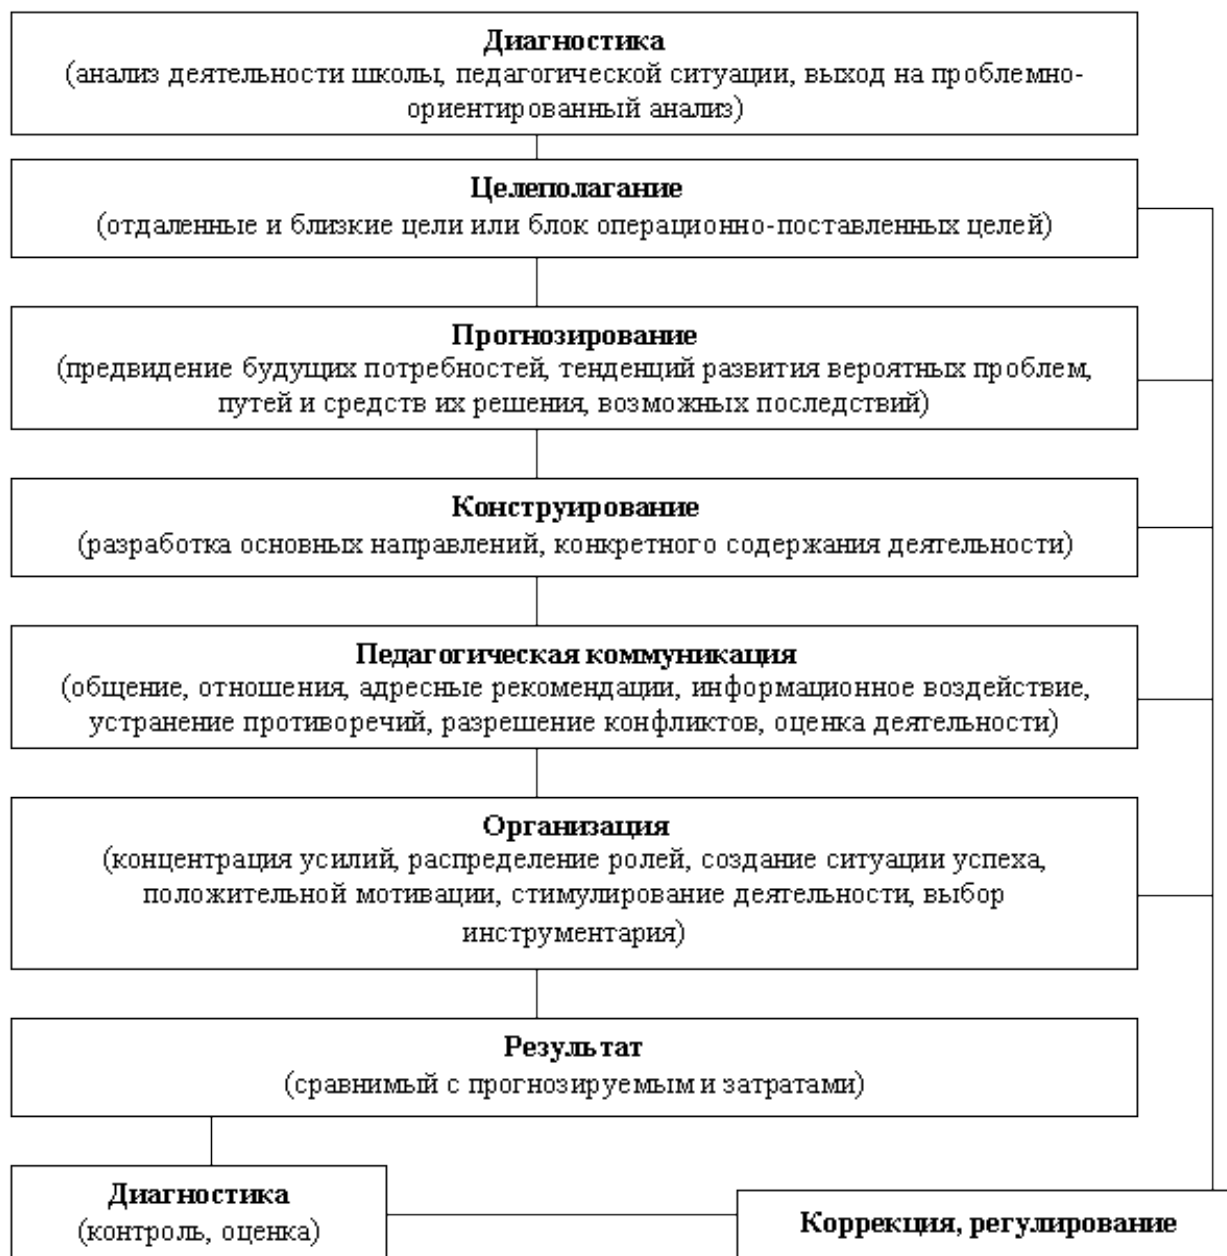 Диагностика
(анализ деятельности школы, педагогической ситуации, выход на проблемно-
ориентированный анализ)
Целеполагание
(отдаленные и близкие цели или блок операционно-поставленных целей)
Прогнозирование
(предвидение будущих потребностей, тенденций развития вероятных проблем,
путей и средств их решения, возможных последствий)
Конструирование
(разработка основных направлений, конкретного содержания деятельности)
Педагогическая коммуникация
(общение, отношения, адресные рекомендации, информационное воздействие,
устранение противоречий, разрешение конфликтов, оценка деятельности)
Организация
(концентрация усилий, распределение ролей, создание ситуации успеха,
положительной мотивации, стимулирование деятельности, выбор
инструментария)
Результат
(сравнимый с прогнозируемым и затратами)
Диагностика
(контроль, оценка)
Коррекция, регулирование